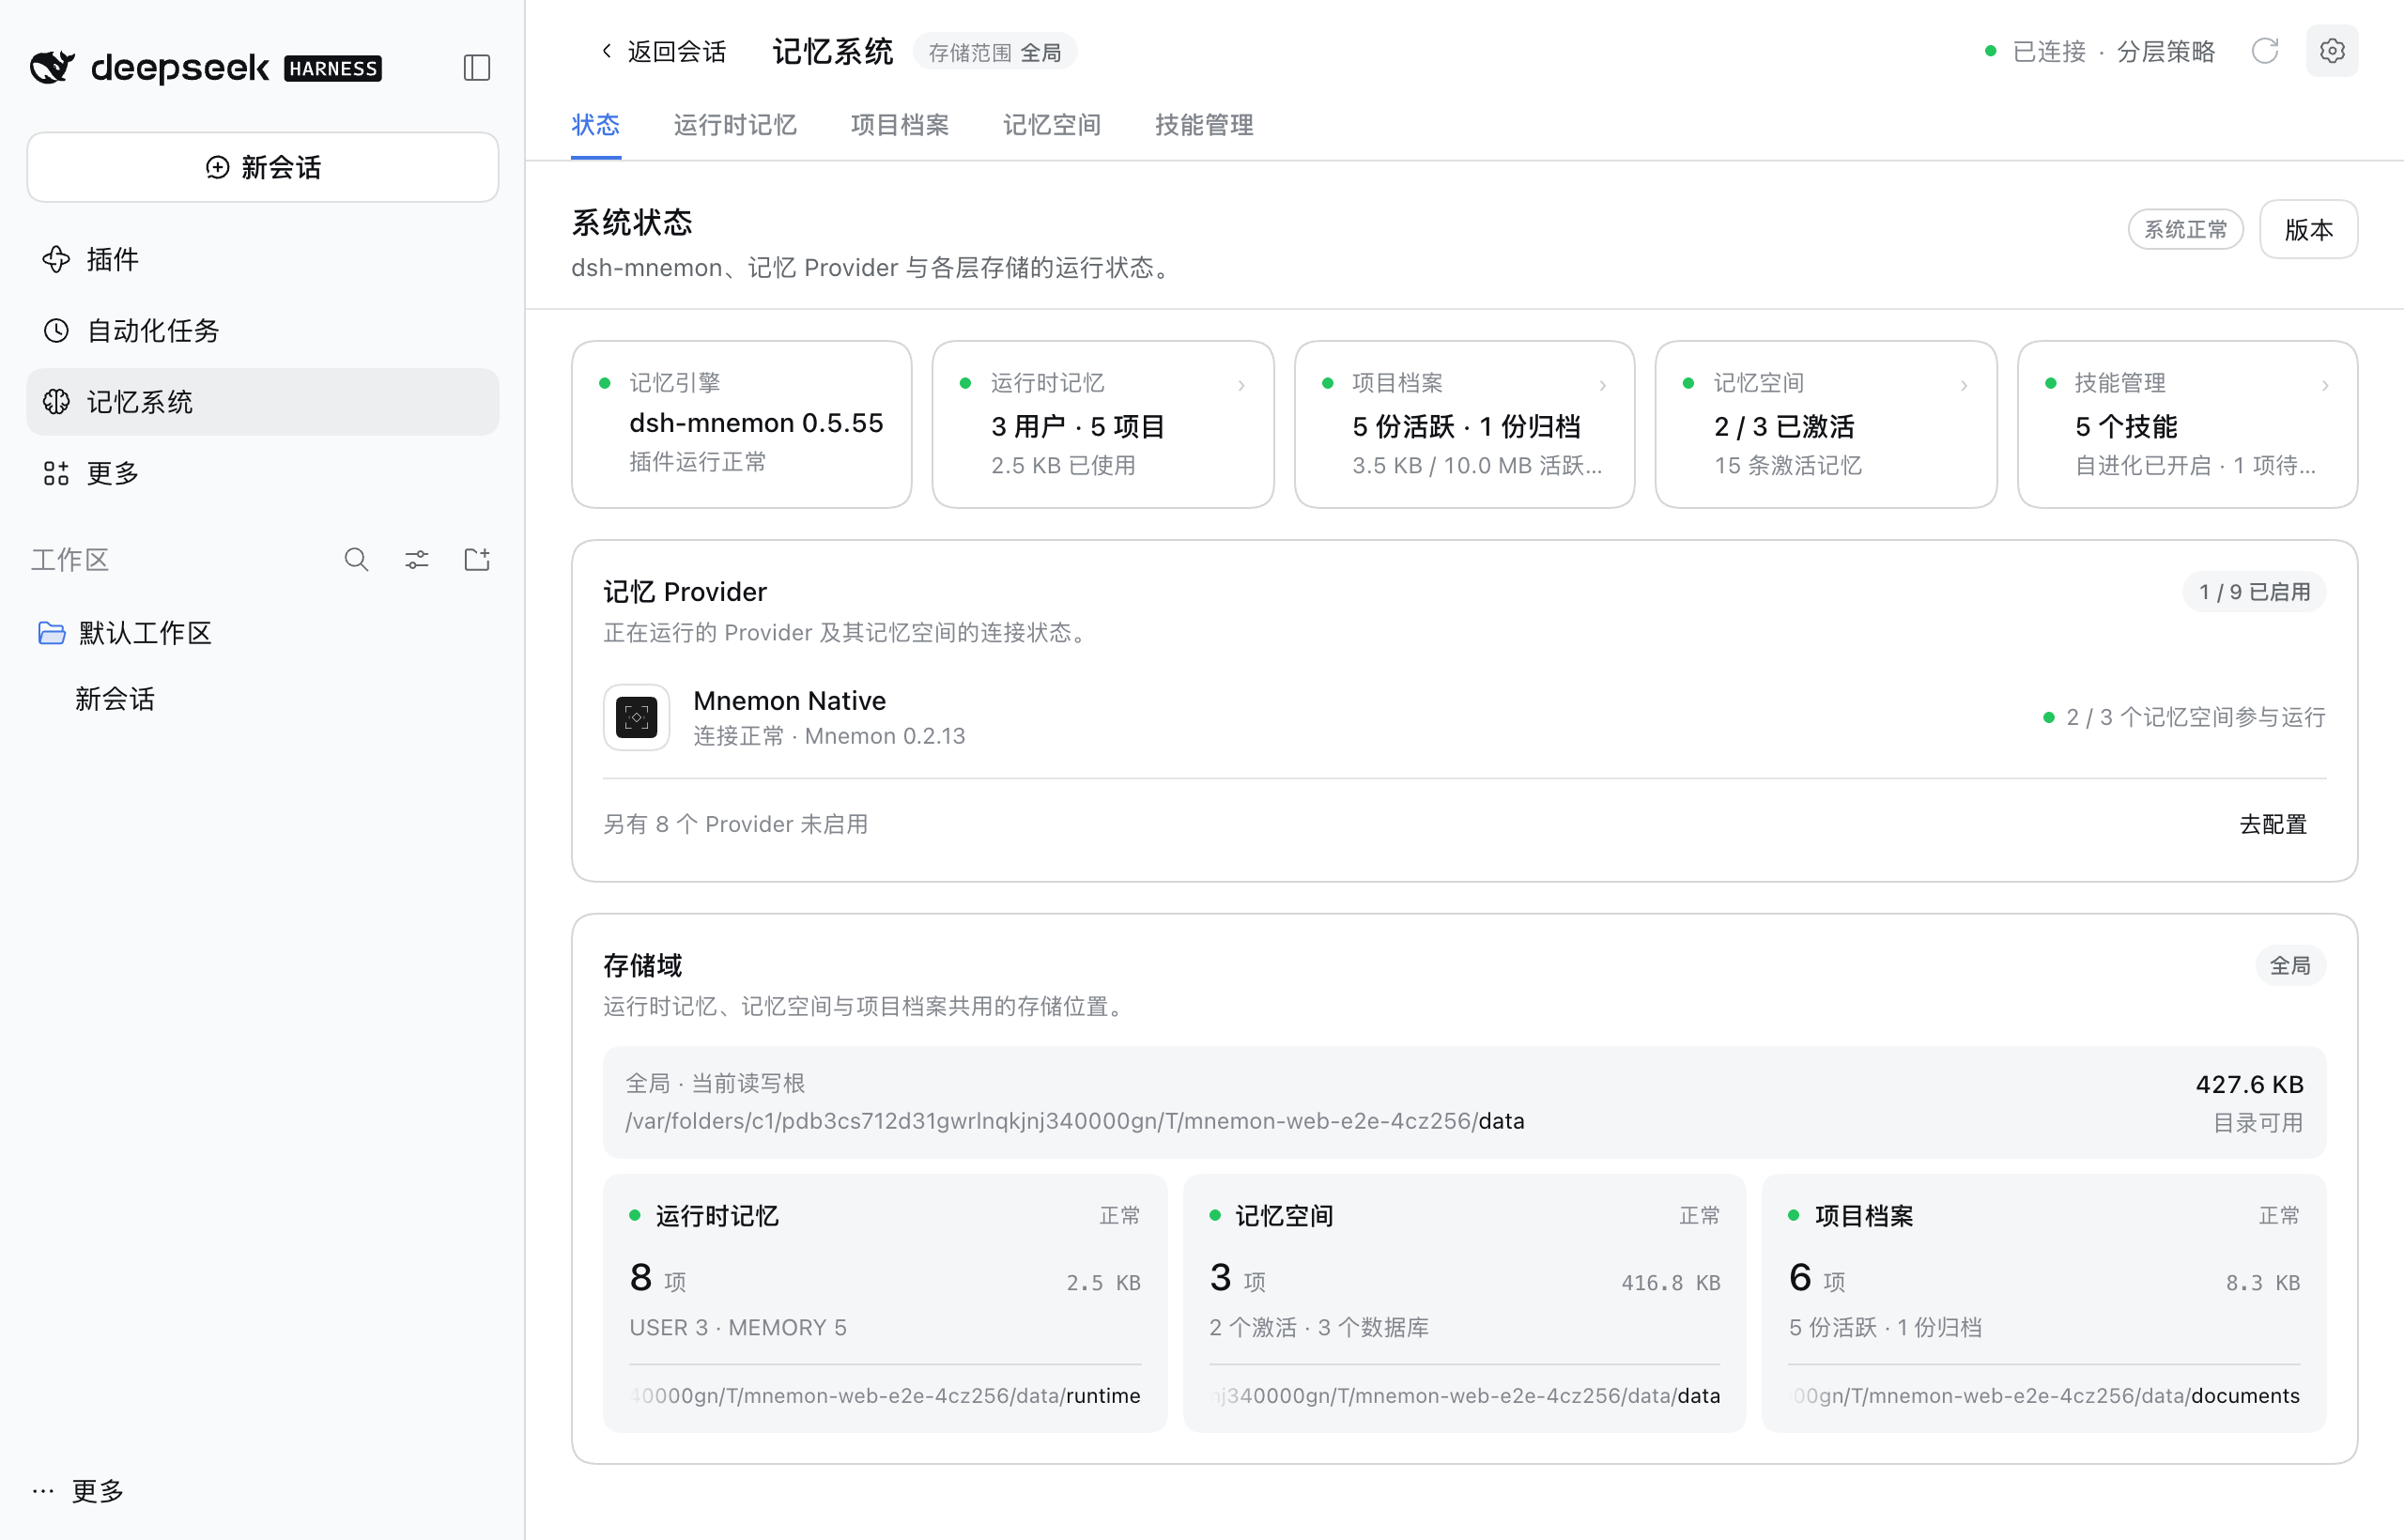 deepseek HARNESS
新会话
插件
自动化任务
记忆系统
更多
工作区
默认工作区
新会话
更多
返回会话
记忆系统
存储范围 全局
已连接 · 分层策略
状态
运行时记忆
项目档案
记忆空间
技能管理
系统状态
dsh-mnemon、记忆 Provider 与各层存储的运行状态。
系统正常
版本
记忆引擎
dsh-mnemon 0.5.55
插件运行正常
运行时记忆
3 用户 · 5 项目
2.5 KB 已使用
项目档案
5 份活跃 · 1 份归档
3.5 KB / 10.0 MB 活跃...
记忆空间
2 / 3 已激活
15 条激活记忆
技能管理
5 个技能
自进化已开启 · 1 项待...
记忆 Provider
1 / 9 已启用
正在运行的 Provider 及其记忆空间的连接状态。
Mnemon Native
连接正常 · Mnemon 0.2.13
2 / 3 个记忆空间参与运行
另有 8 个 Provider 未启用
去配置
存储域
全局
运行时记忆、记忆空间与项目档案共用的存储位置。
全局 · 当前读写根
427.6 KB
/var/folders/c1/pdb3cs712d31gwrlnqkjnj340000gn/T/mnemon-web-e2e-4cz256/data
目录可用
运行时记忆
正常
8 项
2.5 KB
USER 3 · MEMORY 5
40000gn/T/mnemon-web-e2e-4cz256/data/runtime
记忆空间
正常
3 项
416.8 KB
2 个激活 · 3 个数据库
nj340000gn/T/mnemon-web-e2e-4cz256/data/data
项目档案
正常
6 项
8.3 KB
5 份活跃 · 1 份归档
00gn/T/mnemon-web-e2e-4cz256/data/documents